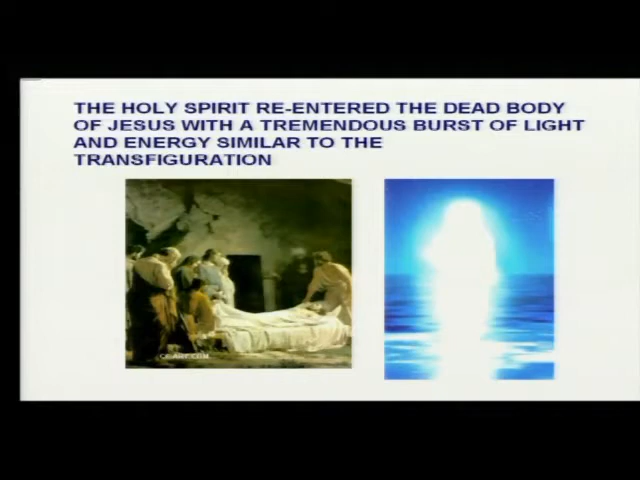 THE HOLY SPIRIT RE-ENTERED THE DEAD BODY
OF JESUS WITH A TREMENDOUS BURST OF LIGHT
AND ENERGY SIMILAR TO THE
TRANSFIGURATION